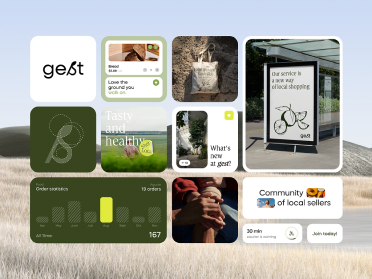 gest
Bread
Love the
ground you
walk on.
Our service is
a new way
of local shopping
gest
Tasty
and
healthy
What's
new
at gest!
Order statistics
19 orders
All Time
167
Community
of local sellers
30 min
Join today!